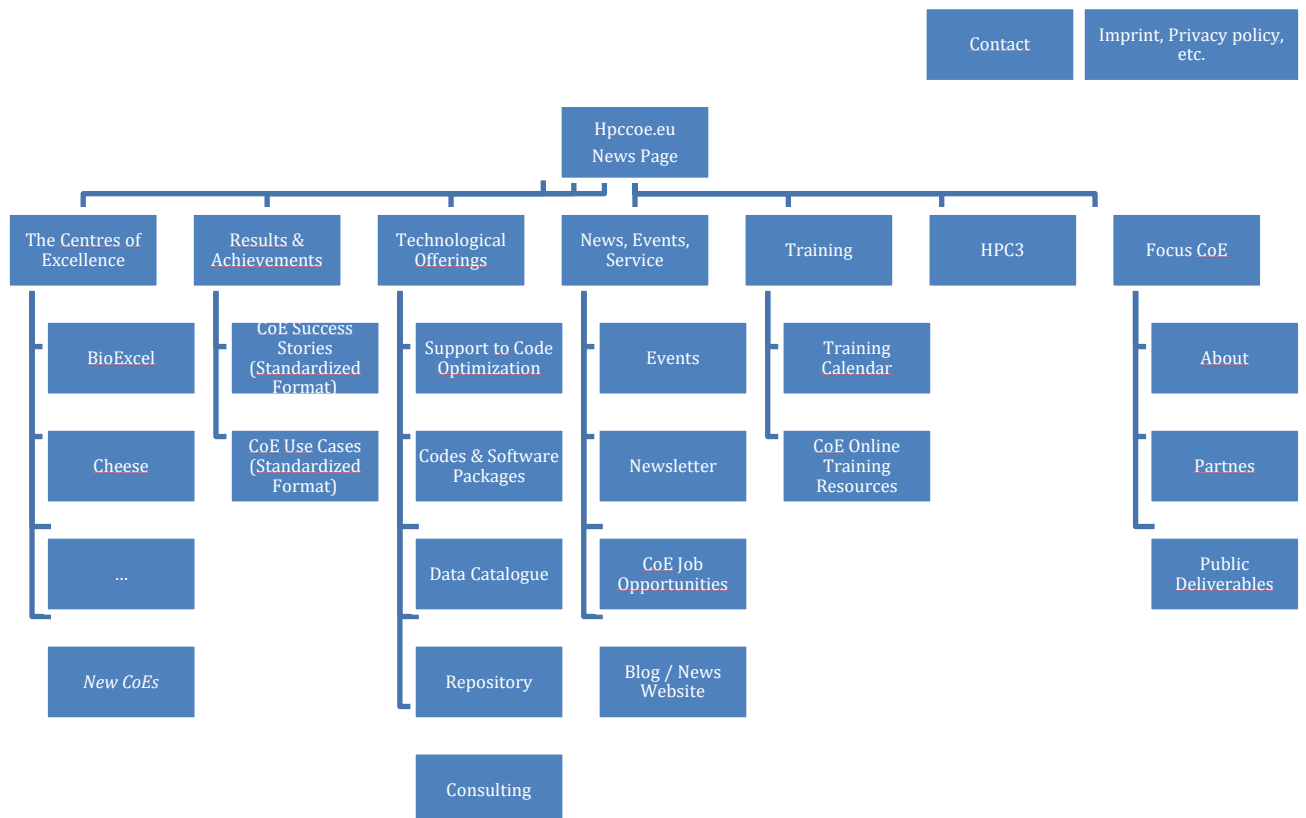 Contact
Imprint, Privacy policy,
etc.
Hpccoe.eu
News Page
The Centres of
Excellence
Results &
Achievements
Technological
Offerings
News, Events,
Service
Training
HPC3
Focus CoE
BioExcel
CoE Success
Stories
(Standardized
Format)
Support to Code
Optimization
Events
Training
Calendar
About
Cheese
CoE Use Cases
(Standardized
Format)
Codes & Software
Packages
Newsletter
CoE Online
Training
Resources
Partnes
...
Data Catalogue
CoE Job
Opportunities
Public
Deliverables
New CoEs
Repository
Blog / News
Website
Consulting